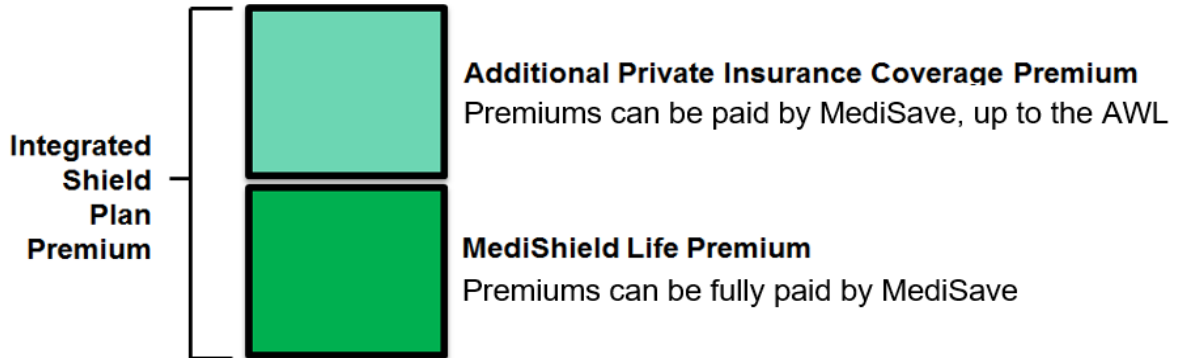 Additional Private Insurance Coverage Premium
Premiums can be paid by MediSave, up to the AWL
Integrated
Shield
Plan
Premium
MediShield Life Premium
Premiums can be fully paid by MediSave